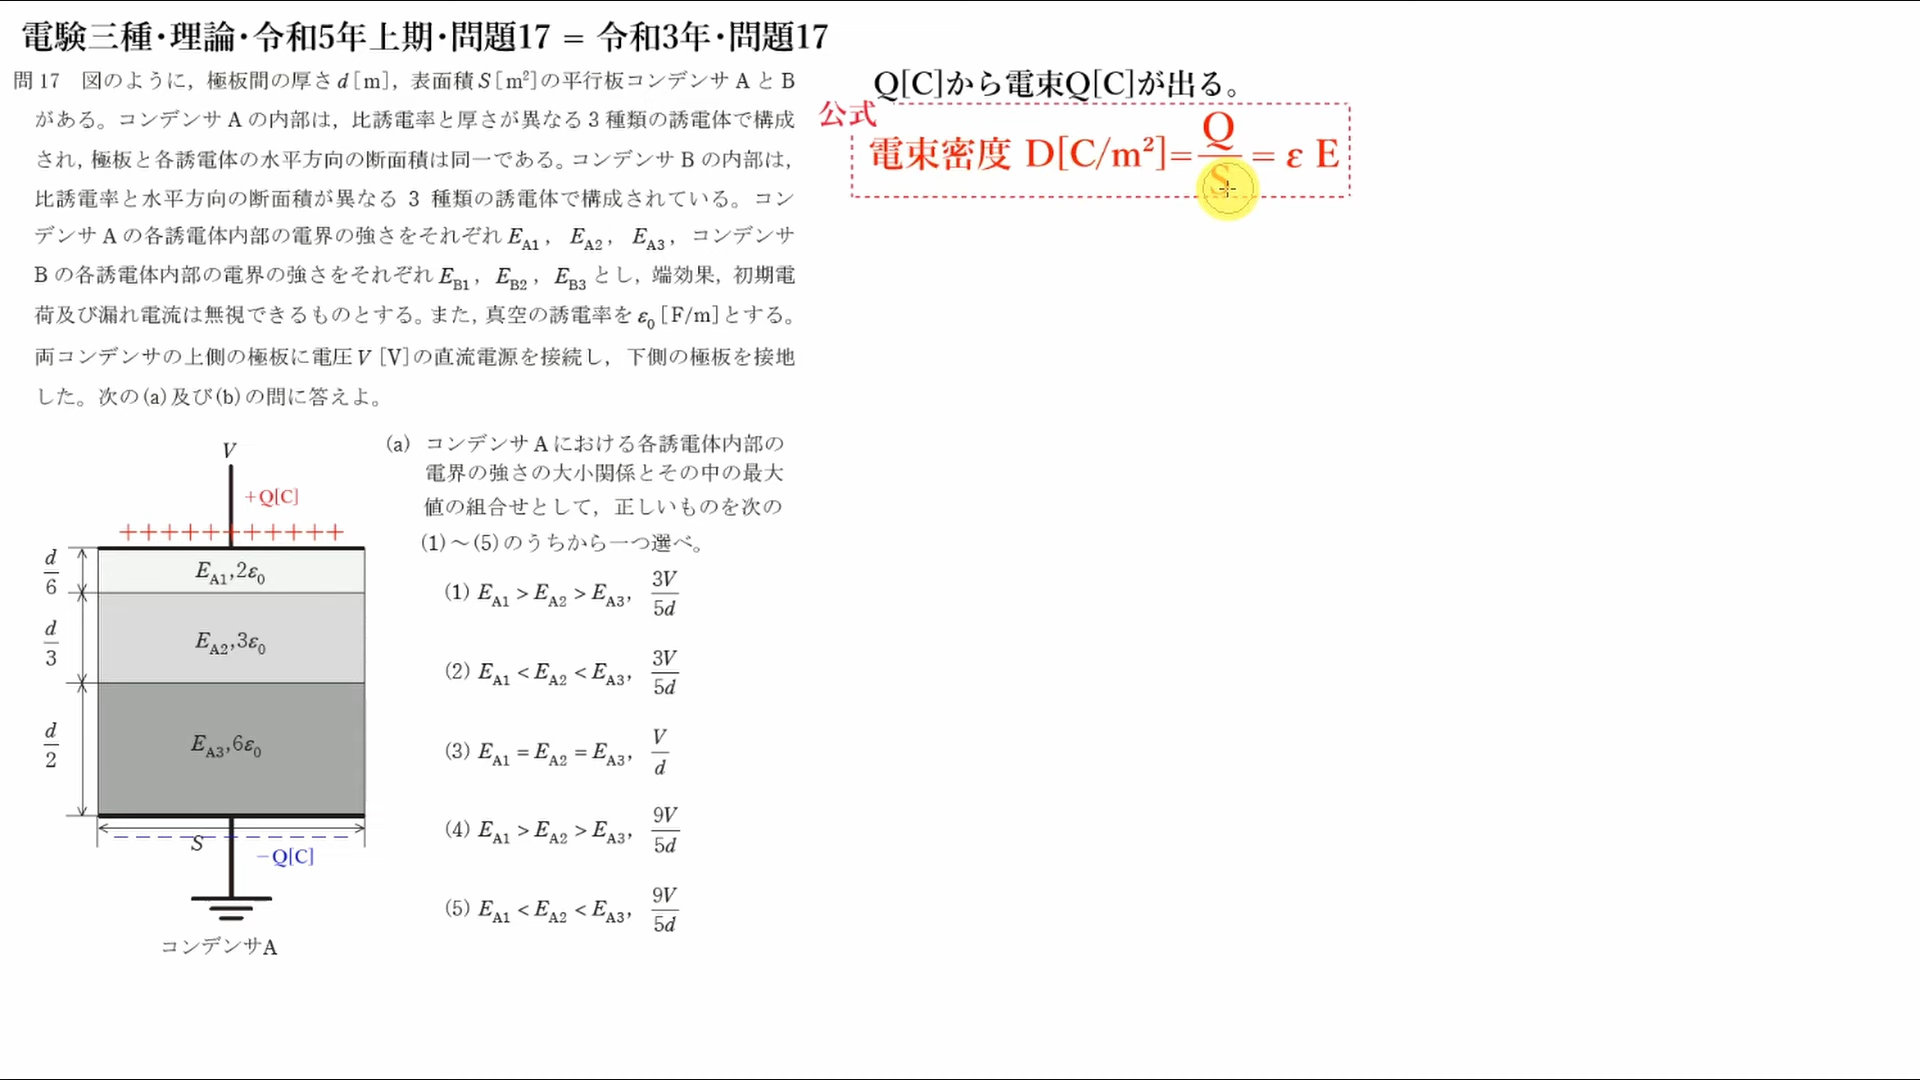 電験三種・理論・令和5年上期・問題17 = 令和3年・問題17
問 17 図のように，極板間の厚さ d [m]，表面積 S [m²]の平行板コンデンサ A と B
がある。コンデンサ A の内部は，比誘電率と厚さが異なる 3 種類の誘電体で構成
され，極板と各誘電体の水平方向の断面積は同一である。コンデンサ B の内部は，
比誘電率と水平方向の断面積が異なる 3 種類の誘電体で構成されている。コン
デンサ A の各誘電体内部の電界の強さをそれぞれ E_A1， E_A2， E_A3， コンデンサ
B の各誘電体内部の電界の強さをそれぞれ E_B1， E_B2， E_B3 とし，端効果，初期電
荷及び漏れ電流は無視できるものとする。また，真空の誘電率を ε₀ [F/m]とする。
両コンデンサの上側の極板に電圧 V [V]の直流電源を接続し，下側の極板を接地
した。次の(a)及び(b)の問に答えよ。
V
+Q[C]
+++++++++++
d/6
E_A1,2ε₀
d/3
E_A2,3ε₀
d/2
E_A3,6ε₀
S
−Q[C]
コンデンサA
(a) コンデンサ A における各誘電体内部の
電界の強さの大小関係とその中の最大
値の組合せとして，正しいものを次の
(1)～(5)のうちから一つ選べ。
(1) E_A1 > E_A2 > E_A3, 3V/5d
(2) E_A1 < E_A2 < E_A3, 3V/5d
(3) E_A1 = E_A2 = E_A3, V/d
(4) E_A1 > E_A2 > E_A3, 9V/5d
(5) E_A1 < E_A2 < E_A3, 9V/5d
Q[C]から電束Q[C]が出る。
公式
電束密度 D[C/m²]=Q/S = ε E